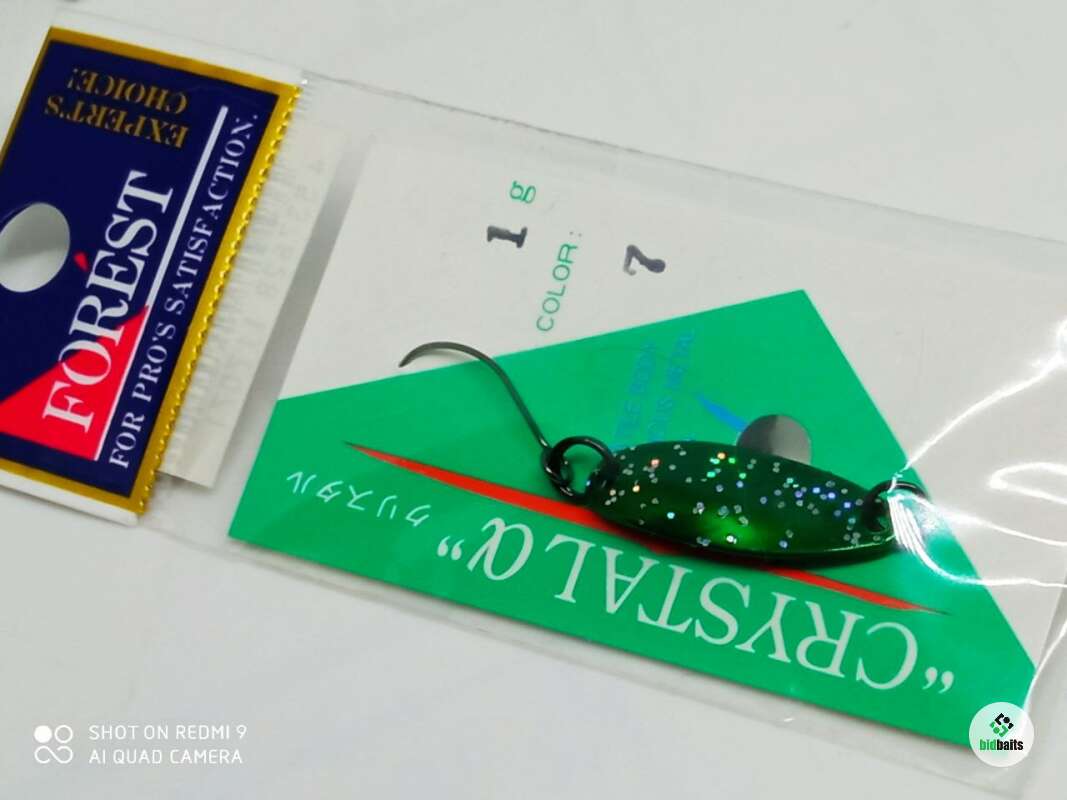 EXPERT'S
CHOICE!
FOREST
FOR PRO'S SATISFACTION.
1 g
COLOR:
7
クリスタル
"CRYSTAL α"
SHOT ON REDMI 9
AI QUAD CAMERA
bidbaits